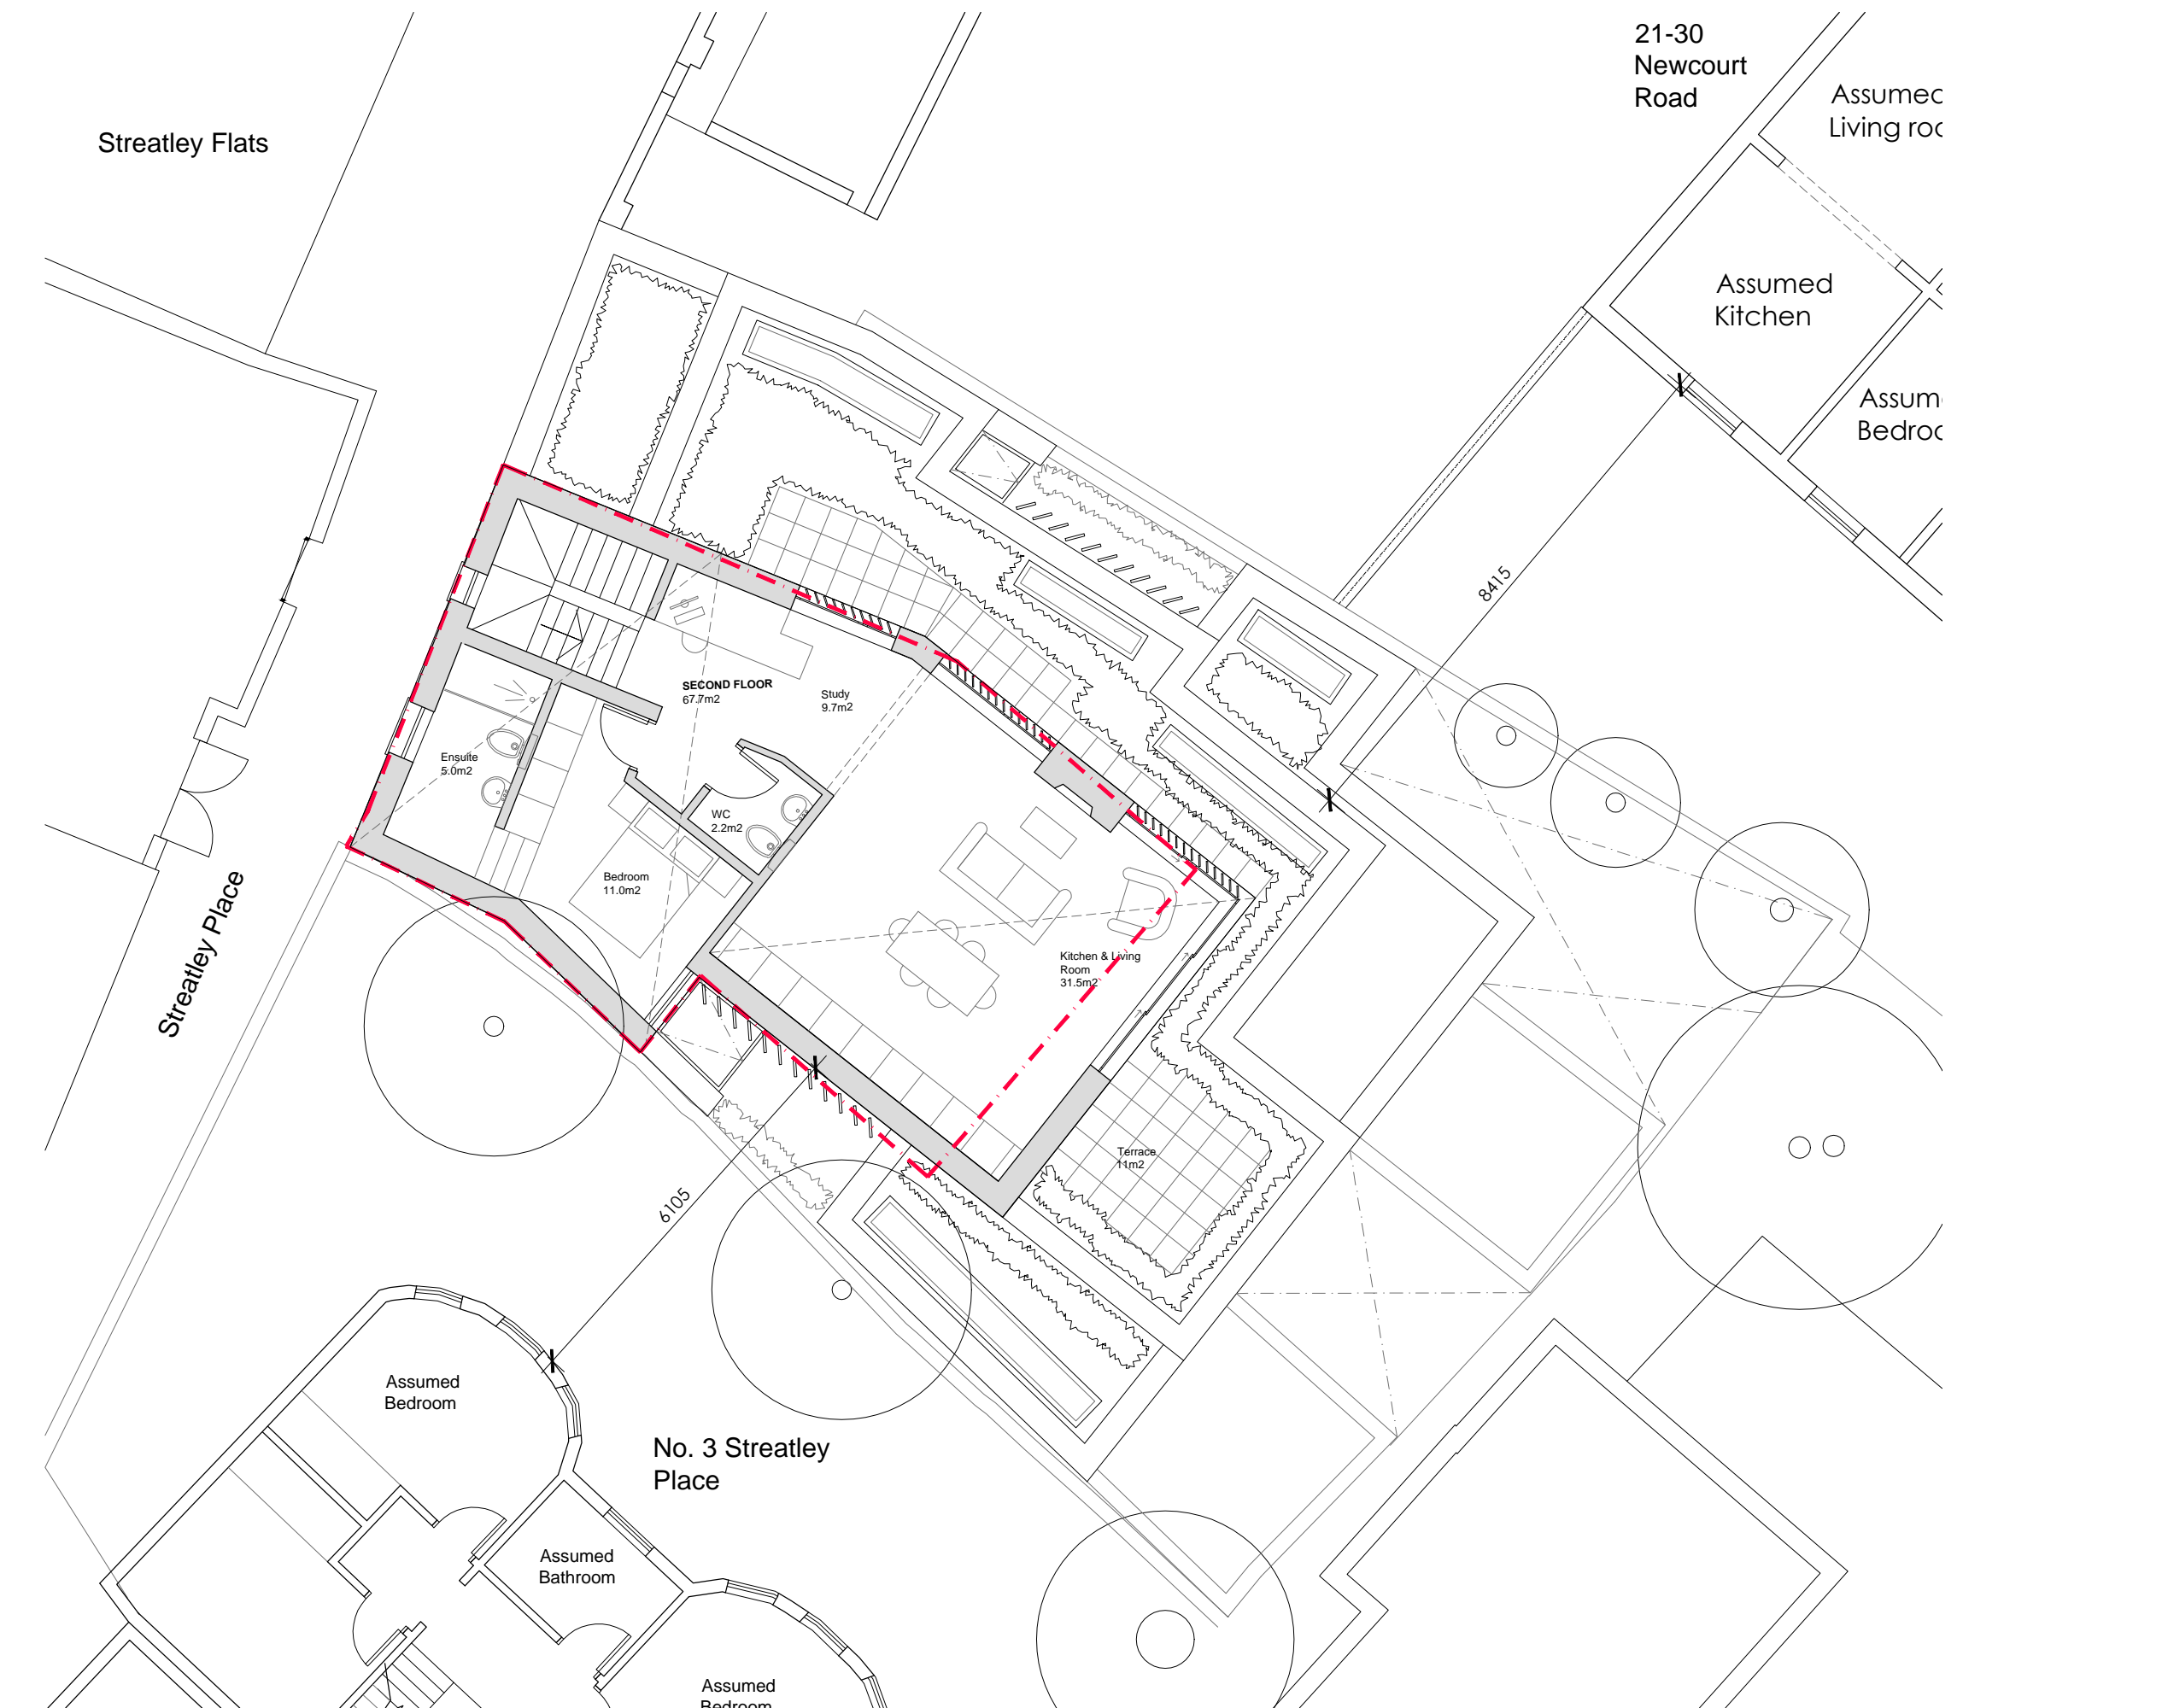 21-30
Newcourt
Road
Streatley Flats
Assumed
Kitchen
8415
SECOND FLOOR
67.7m2
Study
9.7m2
Ensuite
5.0m2
WC
2.2m2
Bedroom
11.0m2
Kitchen & Living
Room
31.5m2
Streatley Place
Terrace
11m2
6105
Assumed
Bedroom
No. 3 Streatley
Place
Assumed
Bathroom
Assumed
Bedroom